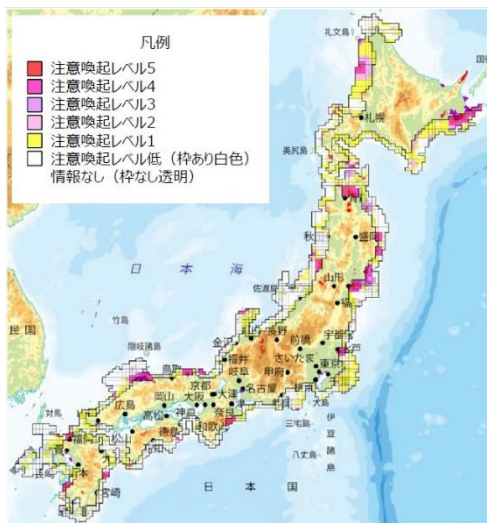 凡例
注意喚起レベル5
注意喚起レベル4
注意喚起レベル3
注意喚起レベル2
注意喚起レベル1
注意喚起レベル低（枠あり白色）
情報なし（枠なし透明）
礼文島
札幌
奥尻島
秋
盛岡
日本海
佐渡島
山形
竹島
隠岐諸島
民国
金
長野
前橋
宇都
福井
さいたま
岐阜
甲府
東京
鳥取
京都
名古屋
岡山
大阪
大津
津
広島
神戸
奈良
大島
対馬
高松
和歌
伊豆諸島
徳島
三宅島
福岡
八丈島
宮崎
日本国